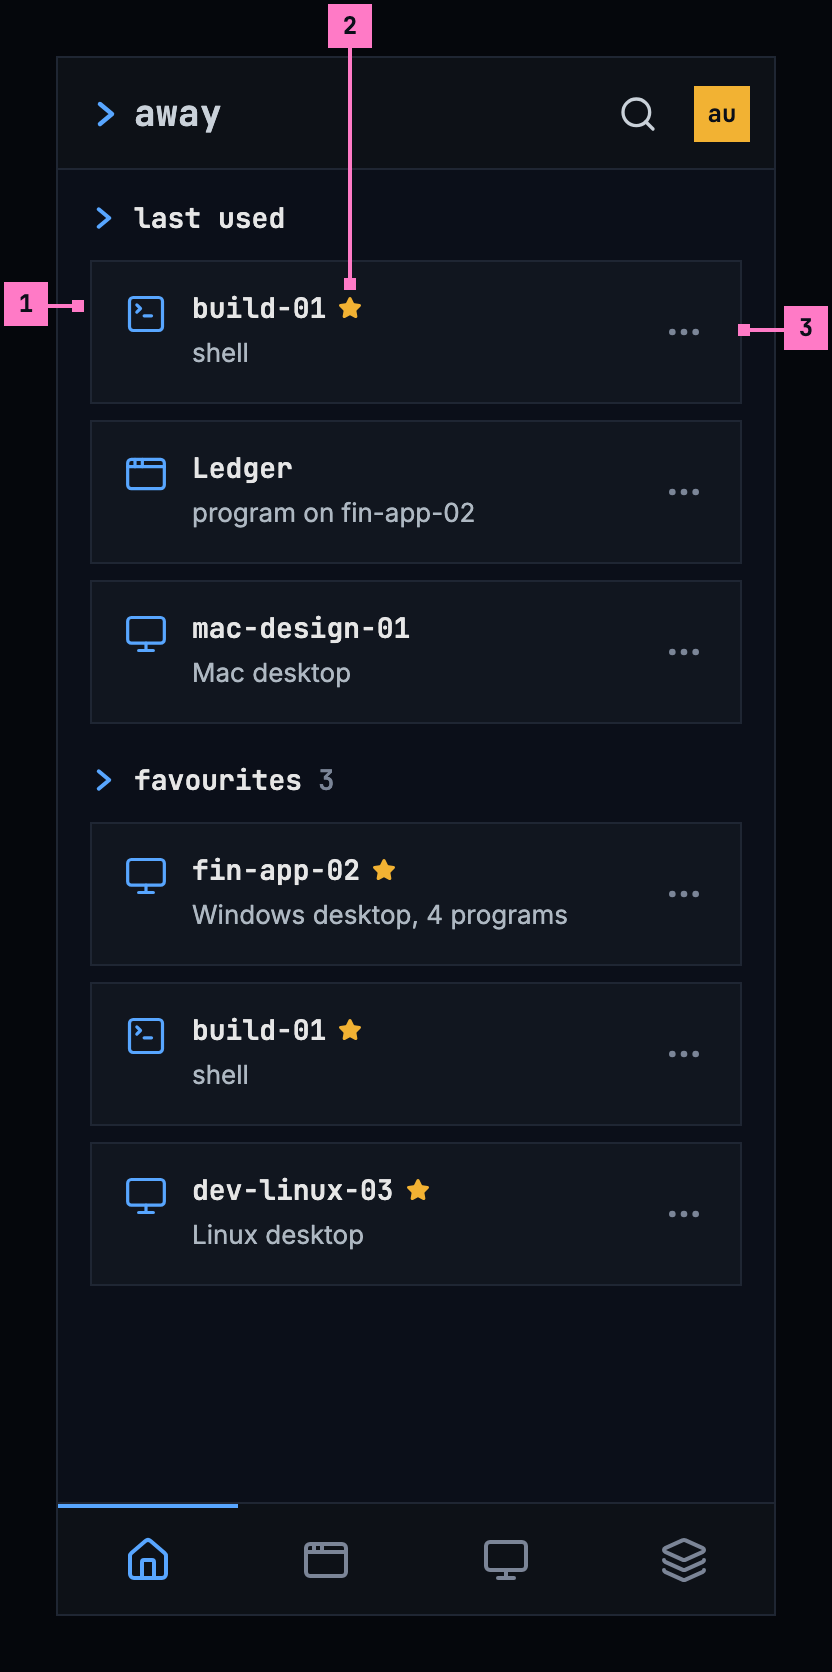 2
away
au
last used
1
build-01
shell
3
Ledger
program on fin-app-02
mac-design-01
Mac desktop
favourites 3
fin-app-02
Windows desktop, 4 programs
build-01
shell
dev-linux-03
Linux desktop